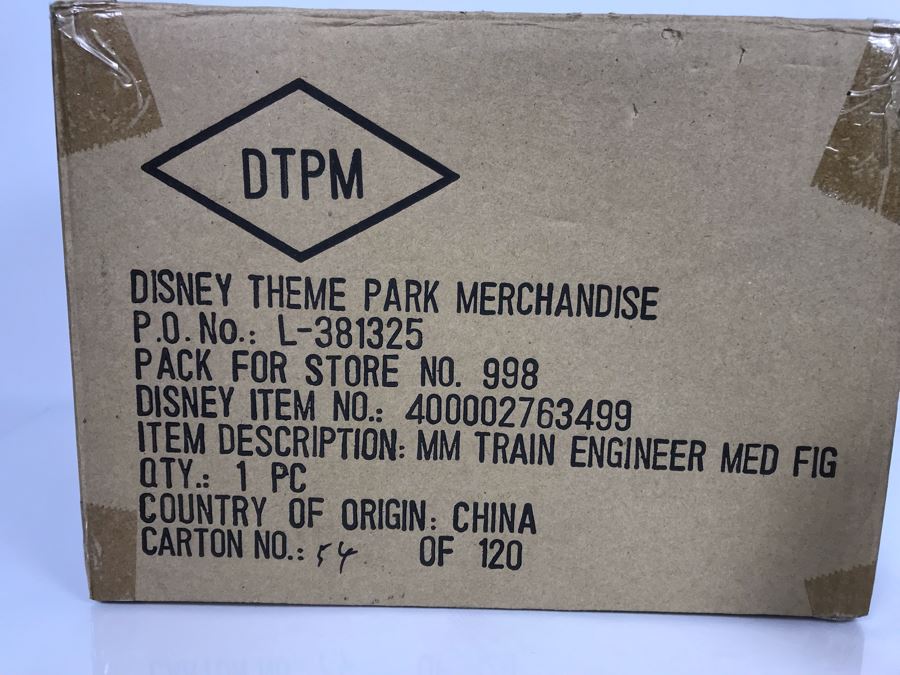 DTPM
DISNEY THEME PARK MERCHANDISE
P.O. No.: L-381325
PACK FOR STORE NO. 998
DISNEY ITEM NO.: 400002763499
ITEM DESCRIPTION: MM TRAIN ENGINEER MED FIG
QTY.: 1 PC
COUNTRY OF ORIGIN: CHINA
CARTON NO.: 54 OF 120